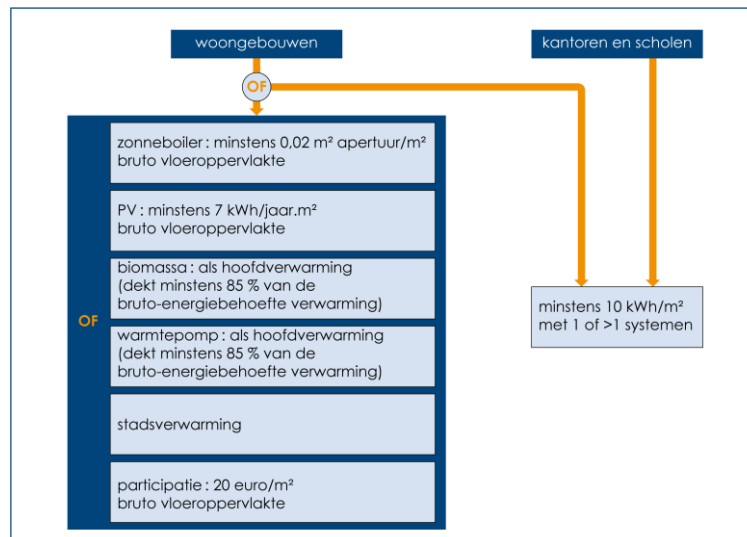 woongebouwen
kantoren en scholen
OF
zonneboiler : minstens 0,02 m² apertuur/m²
bruto vloeroppervlakte
PV : minstens 7 kWh/jaar.m²
bruto vloeroppervlakte
biomassa : als hoofdverwarming
(dekt minstens 85 % van de
bruto-energiebehoefte verwarming)
OF
warmtepomp : als hoofdverwarming
(dekt minstens 85 % van de
bruto-energiebehoefte verwarming)
stadsverwarming
participatie : 20 euro/m²
bruto vloeroppervlakte
minstens 10 kWh/m²
met 1 of >1 systemen